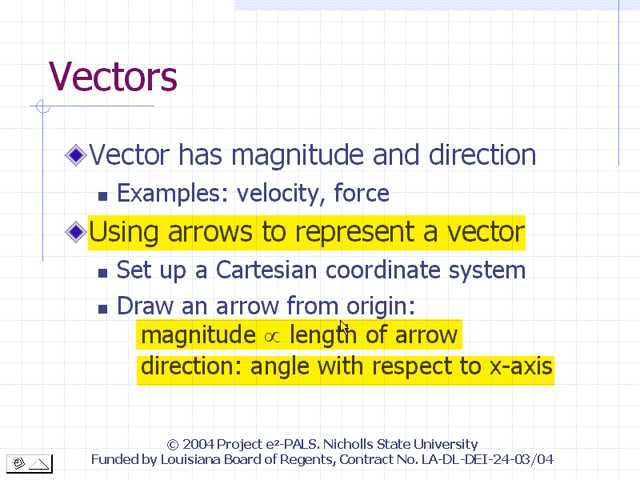 Vectors
Vector has magnitude and direction
Examples: velocity, force
Using arrows to represent a vector
Set up a Cartesian coordinate system
Draw an arrow from origin:
magnitude ∝ length of arrow
direction: angle with respect to x-axis
© 2004 Project e²-PALS. Nicholls State University
Funded by Louisiana Board of Regents, Contract No. LA-DL-DEI-24-03/04